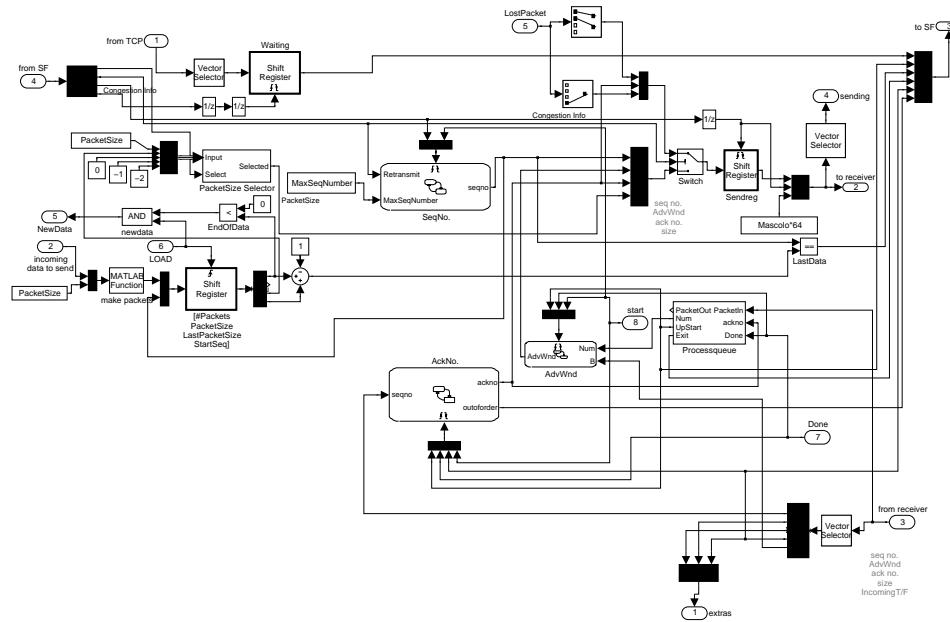 LostPacket
5
to SF
3
from TCP
1
Waiting
from SF
4
Vector
Selector
Shift
Register
Congestion Info
1/z
1/z
Congestion Info
1/z
4
sending
PacketSize
0
−1
−2
Input
Select
Selected
PacketSize Selector
MaxSeqNumber
PacketSize
Retransmit
MaxSeqNumber
seqno
SeqNo.
Switch
Shift
Register
Sendreg
Vector
Selector
to receiver
2
Mascolo*64
seq no.
AdvWnd
ack no.
size
5
NewData
AND
newdata
<
EndOfData
0
2
incoming
data to send
6
LOAD
1
==
LastData
PacketSize
MATLAB
Function
make packets
Shift
Register
[#Packets
PacketSize
LastPacketSize
StartSeq]
start
8
PacketOut
Num
UpStart
Exit
PacketIn
ackno
Done
Processqueue
AdvWnd
Num
B
AdvWnd
AckNo.
seqno
ackno
outoforder
Done
7
from receiver
3
Vector
Selector
seq no.
AdvWnd
ack no.
size
IncomingT/F
1
extras